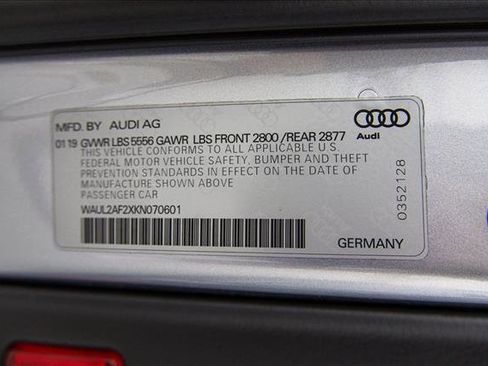 MFD. BY AUDI AG
01 19 GVWR LBS 5556 GAWR LBS FRONT 2800 / REAR 2877
THIS VEHICLE CONFORMS TO ALL APPLICABLE U.S.
FEDERAL MOTOR VEHICLE SAFETY, BUMPER AND THEFT
PREVENTION STANDARDS IN EFFECT ON THE DATE OF
MANUFACTURE SHOWN ABOVE.
PASSENGER CAR
WAUL2AF2XKN070601
Audi
0352128
GERMANY